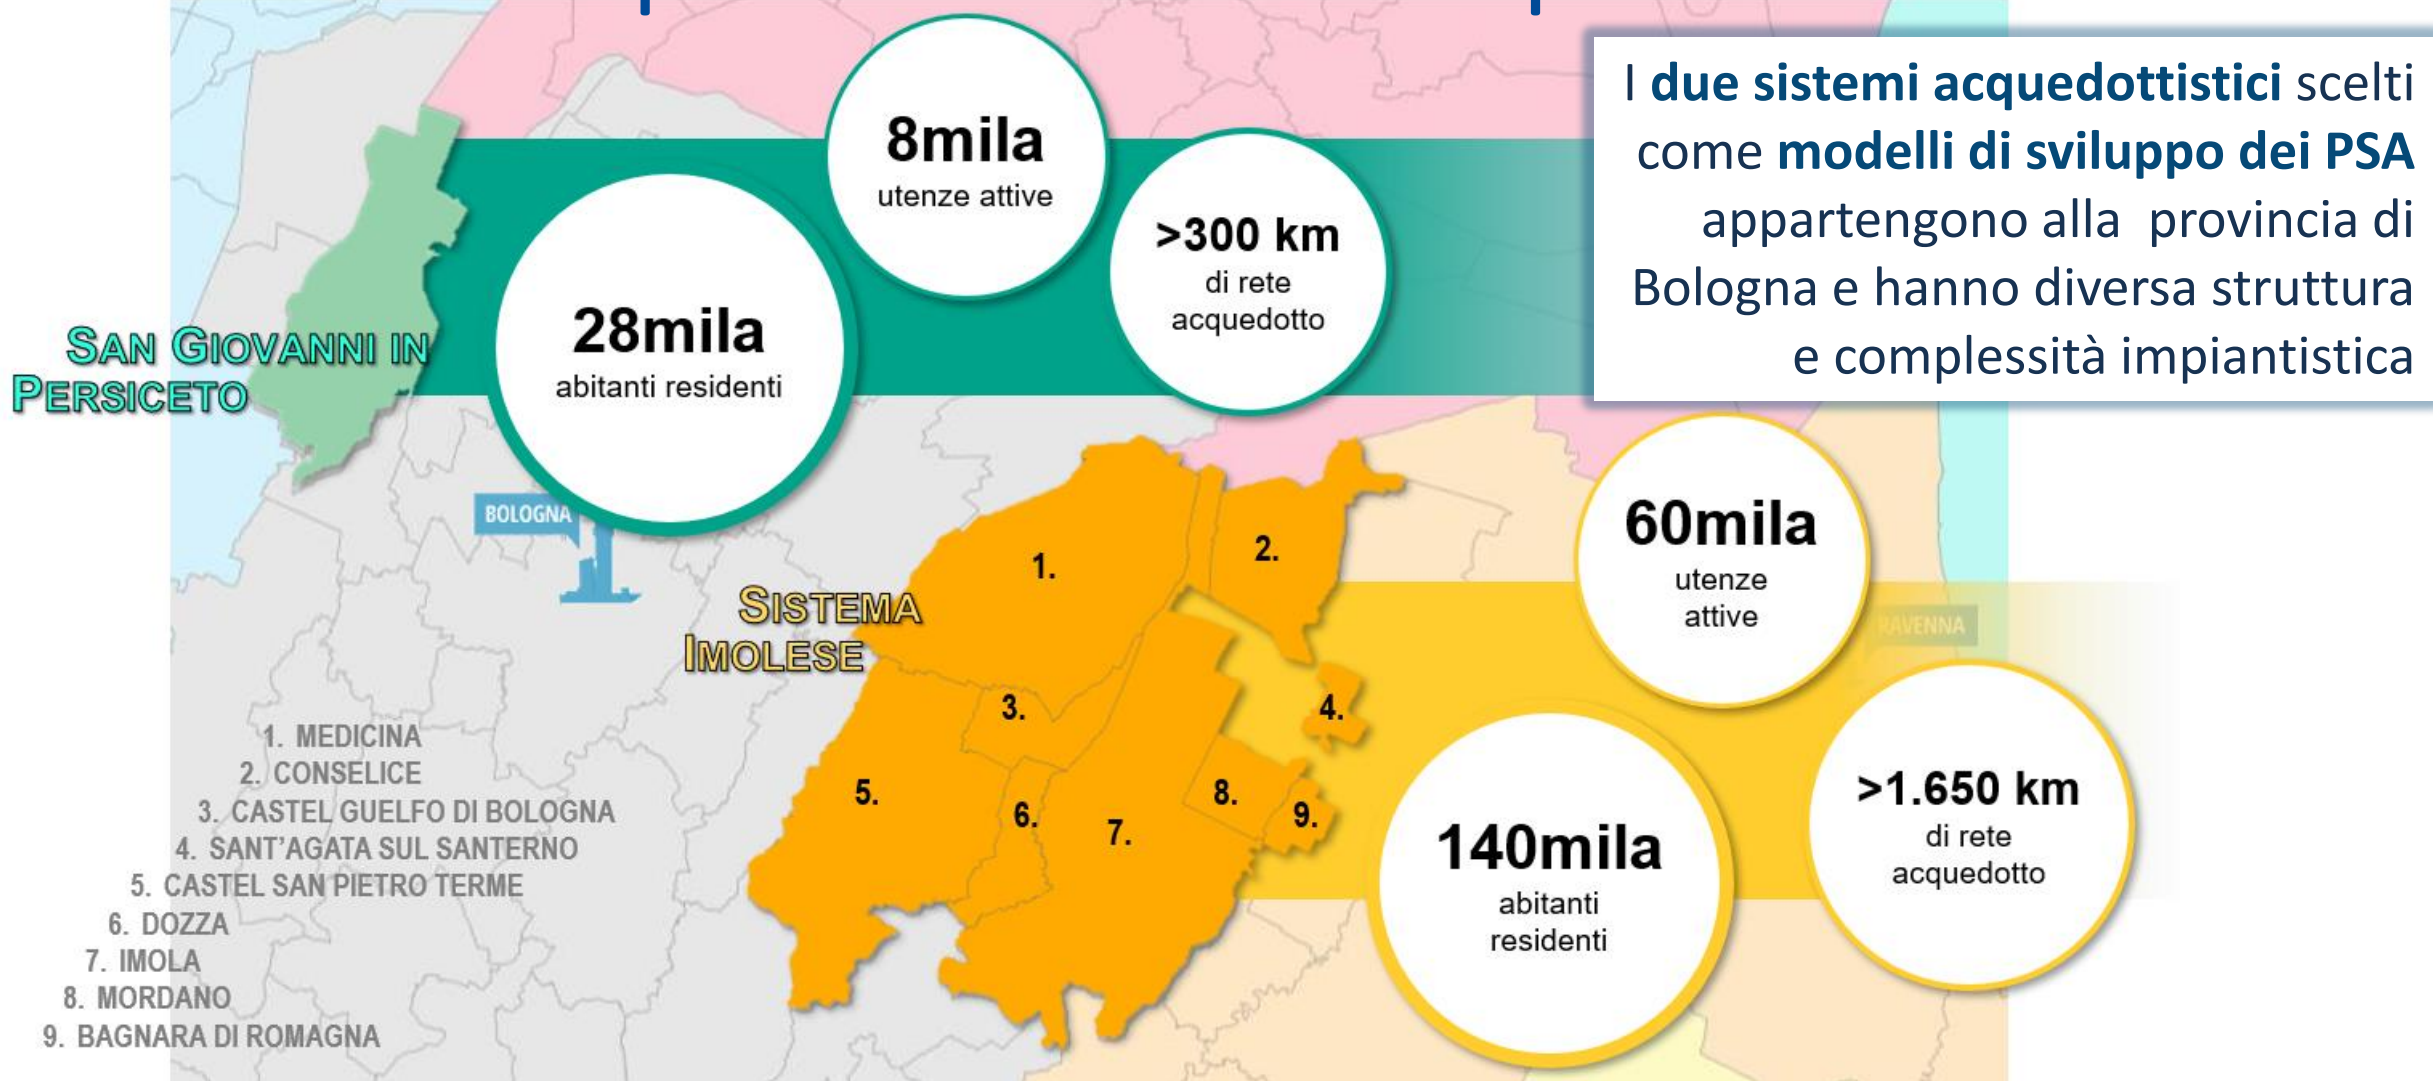 I due sistemi acquedottistici scelti
come modelli di sviluppo dei PSA
appartengono alla  provincia di
Bologna e hanno diversa struttura
e complessità impiantistica
8mila
utenze attive
>300 km
di rete
acquedotto
28mila
abitanti residenti
SAN GIOVANNI IN
PERSICETO
BOLOGNA
SISTEMA
IMOLESE
1.
2.
3.
4.
5.
6.
7.
8.
9.
60mila
utenze
attive
RAVENNA
>1.650 km
di rete
acquedotto
140mila
abitanti
residenti
1. MEDICINA
2. CONSELICE
3. CASTEL GUELFO DI BOLOGNA
4. SANT'AGATA SUL SANTERNO
5. CASTEL SAN PIETRO TERME
6. DOZZA
7. IMOLA
8. MORDANO
9. BAGNARA DI ROMAGNA